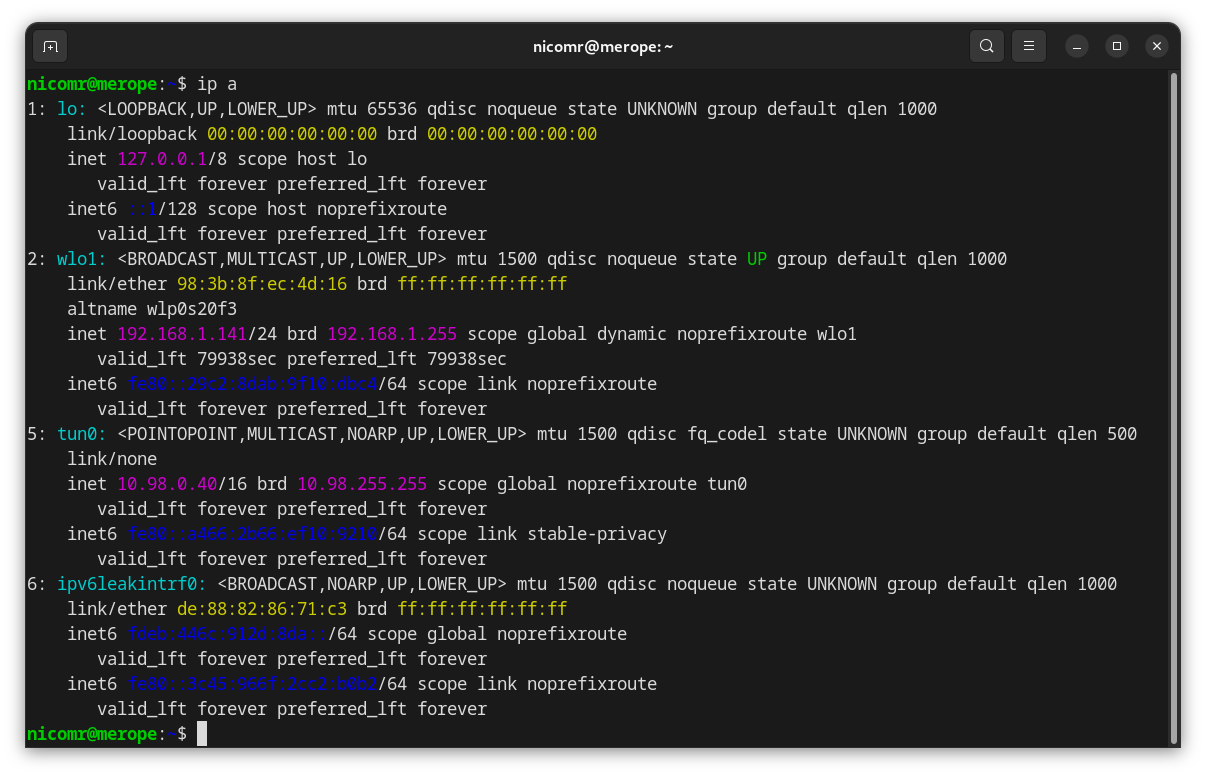 nicomr@merope: ~
nicomr@merope:~$ ip a
1: lo: <LOOPBACK,UP,LOWER_UP> mtu 65536 qdisc noqueue state UNKNOWN group default qlen 1000
    link/loopback 00:00:00:00:00:00 brd 00:00:00:00:00:00
    inet 127.0.0.1/8 scope host lo
       valid_lft forever preferred_lft forever
    inet6 ::1/128 scope host noprefixroute
       valid_lft forever preferred_lft forever
2: wlo1: <BROADCAST,MULTICAST,UP,LOWER_UP> mtu 1500 qdisc noqueue state UP group default qlen 1000
    link/ether 98:3b:8f:ec:4d:16 brd ff:ff:ff:ff:ff:ff
    altname wlp0s20f3
    inet 192.168.1.141/24 brd 192.168.1.255 scope global dynamic noprefixroute wlo1
       valid_lft 79938sec preferred_lft 79938sec
    inet6 fe80::29c2:8dab:9f10:dbc4/64 scope link noprefixroute
       valid_lft forever preferred_lft forever
5: tun0: <POINTOPOINT,MULTICAST,NOARP,UP,LOWER_UP> mtu 1500 qdisc fq_codel state UNKNOWN group default qlen 500
    link/none
    inet 10.98.0.40/16 brd 10.98.255.255 scope global noprefixroute tun0
       valid_lft forever preferred_lft forever
    inet6 fe80::a466:2b66:ef10:9210/64 scope link stable-privacy
       valid_lft forever preferred_lft forever
6: ipv6leakintrf0: <BROADCAST,NOARP,UP,LOWER_UP> mtu 1500 qdisc noqueue state UNKNOWN group default qlen 1000
    link/ether de:88:82:86:71:c3 brd ff:ff:ff:ff:ff:ff
    inet6 fdeb:446c:912d:8da::/64 scope global noprefixroute
       valid_lft forever preferred_lft forever
    inet6 fe80::3c45:966f:2cc2:b0b2/64 scope link noprefixroute
       valid_lft forever preferred_lft forever
nicomr@merope:~$